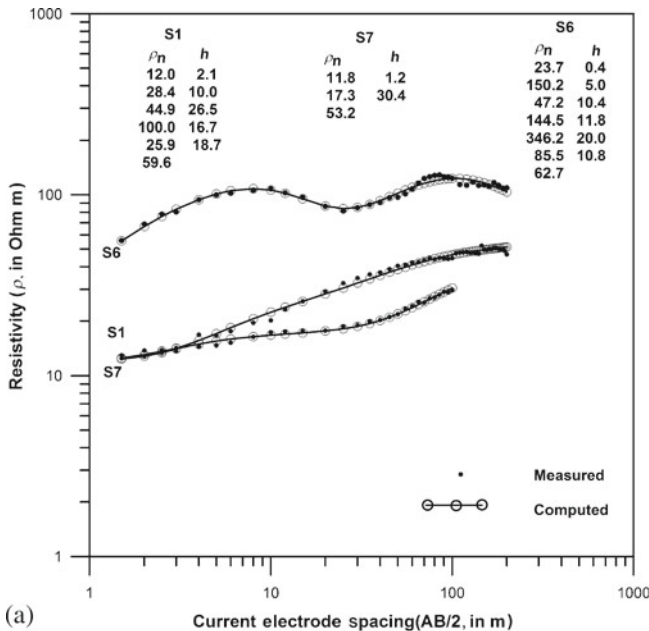 S1
ρn h
12.0 2.1
28.4 10.0
44.9 26.5
100.0 16.7
25.9 18.7
59.6
S7
11.8 1.2
17.3 30.4
53.2
S6
ρn h
23.7 0.4
150.2 5.0
47.2 10.4
144.5 11.8
346.2 20.0
85.5 10.8
62.7
Resistivity (ρ, in Ohm m)
1000
100
10
1
S6
S1
S7
Measured
Computed
1 10 100 1000
Current electrode spacing(AB/2, in m)
(a)